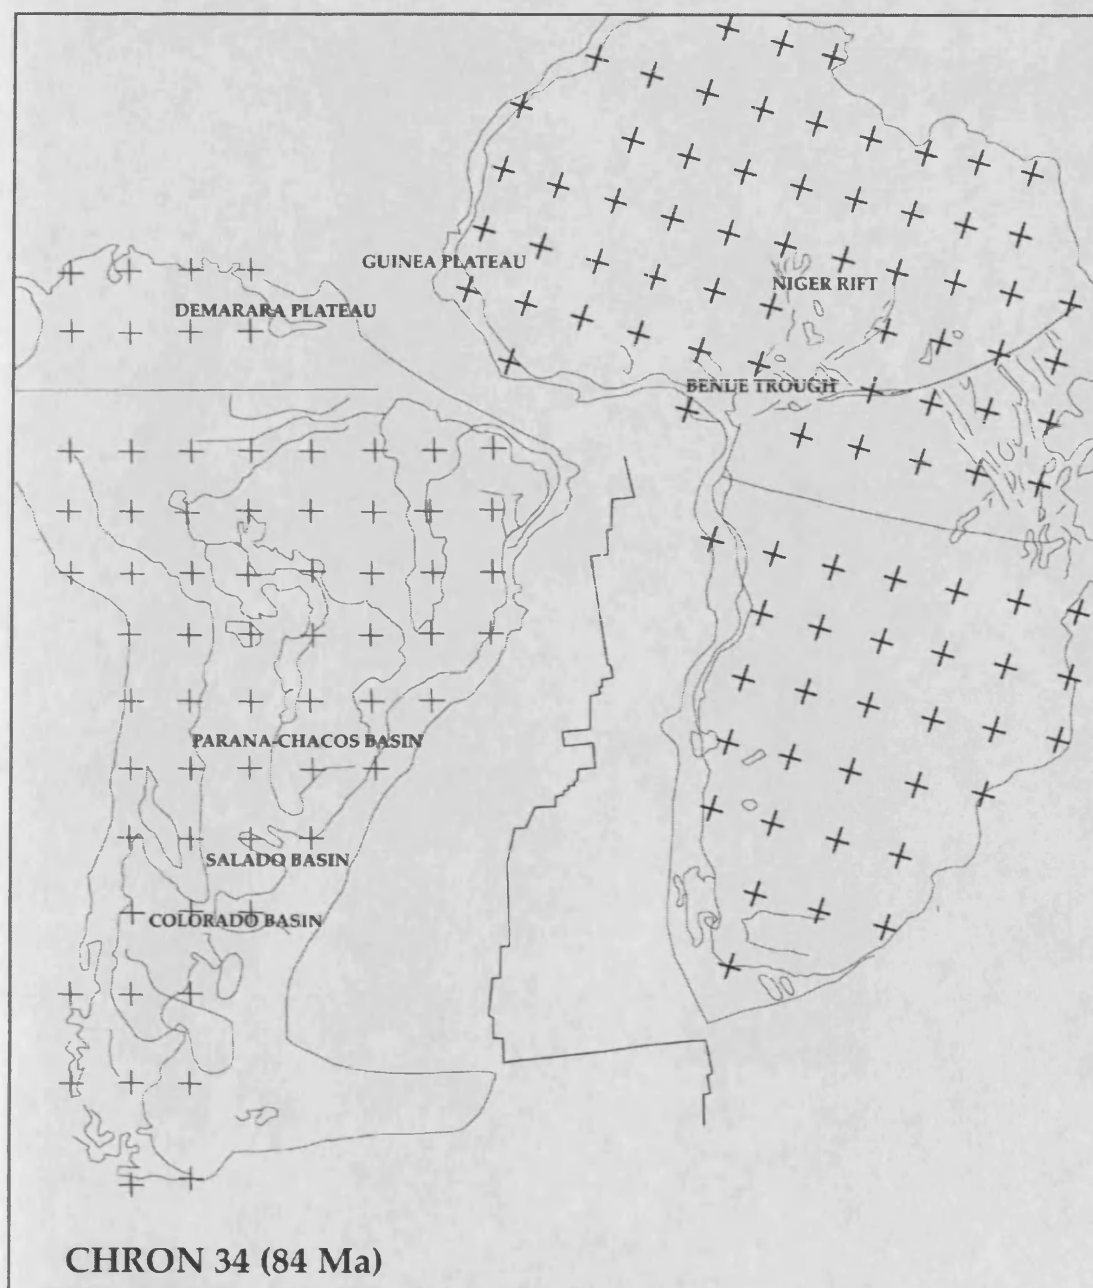 GUINEA PLATEAU
NIGER RIFT
DEMARARA PLATEAU
BENUE TROUGH
PARANA-CHACOS BASIN
SALADO BASIN
COLORADO BASIN
CHRON 34 (84 Ma)